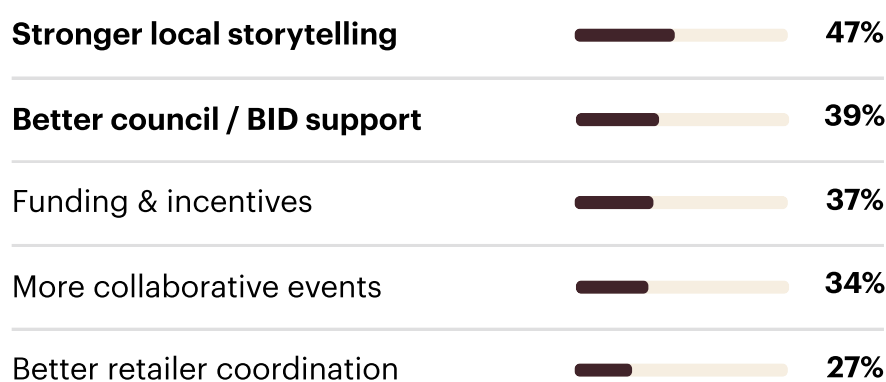 Stronger local storytelling 47%
Better council / BID support 39%
Funding & incentives 37%
More collaborative events 34%
Better retailer coordination 27%